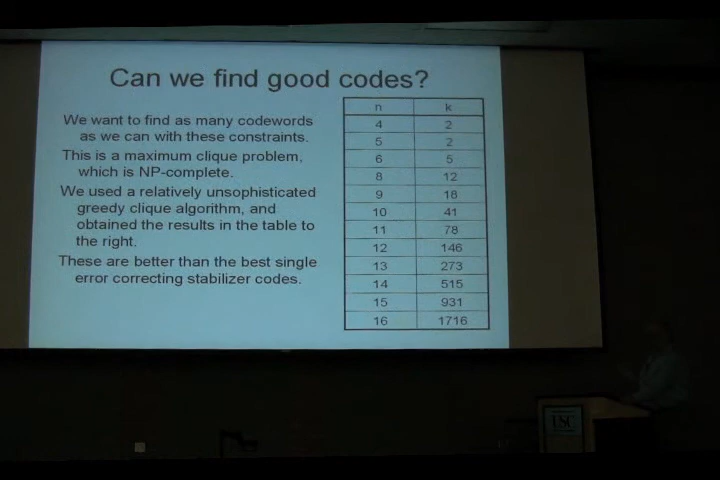 Can we find good codes?
We want to find as many codewords
as we can with these constraints.
This is a maximum clique problem,
which is NP-complete.
We used a relatively unsophisticated
greedy clique algorithm, and
obtained the results in the table to
the right.
These are better than the best single
error correcting stabilizer codes.
n k
4 2
5 2
6 5
8 12
9 18
10 41
11 78
12 146
13 273
14 515
15 931
16 1716
USC